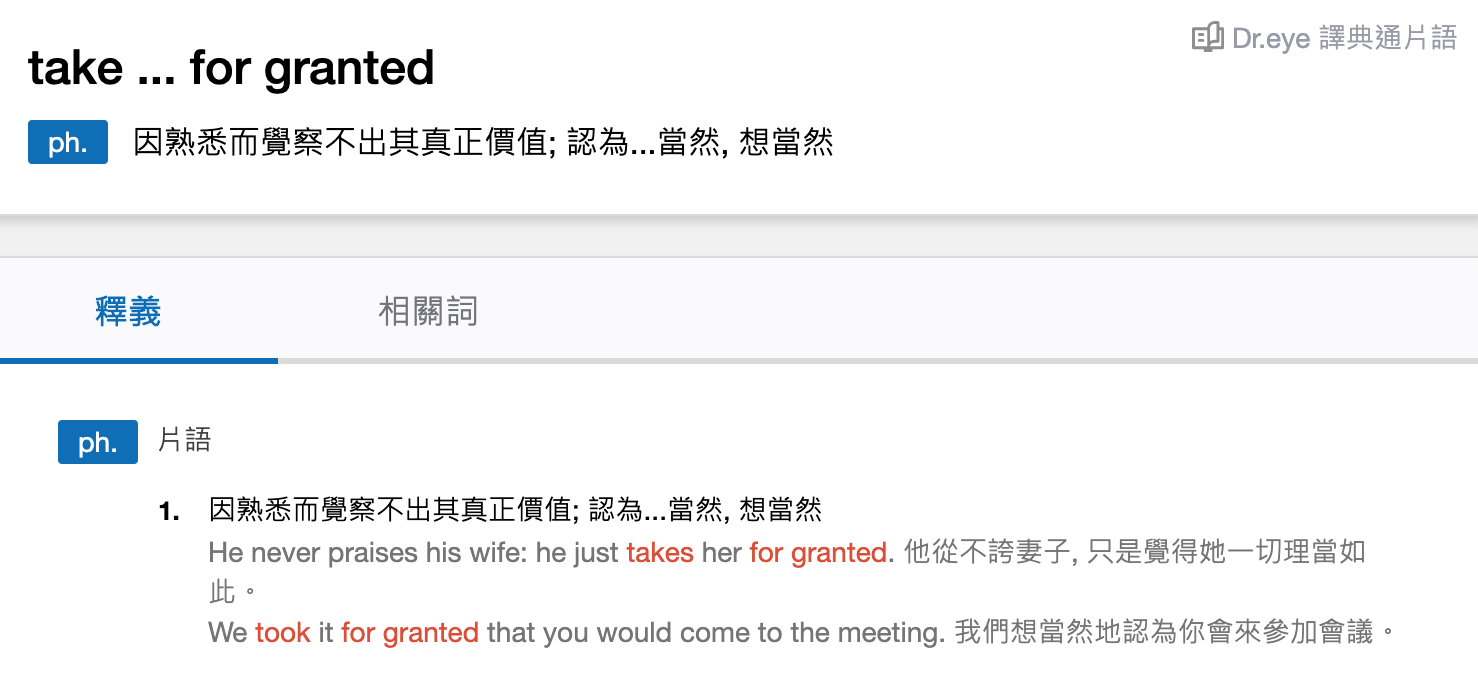 Dr.eye 譯典通片語
take ... for granted
ph. 因熟悉而覺察不出其真正價值; 認為...當然, 想當然
釋義 相關詞
ph. 片語
1. 因熟悉而覺察不出其真正價值; 認為...當然, 想當然
He never praises his wife: he just takes her for granted. 他從不誇妻子, 只是覺得她一切理當如
此。
We took it for granted that you would come to the meeting. 我們想當然地認為你會來參加會議。